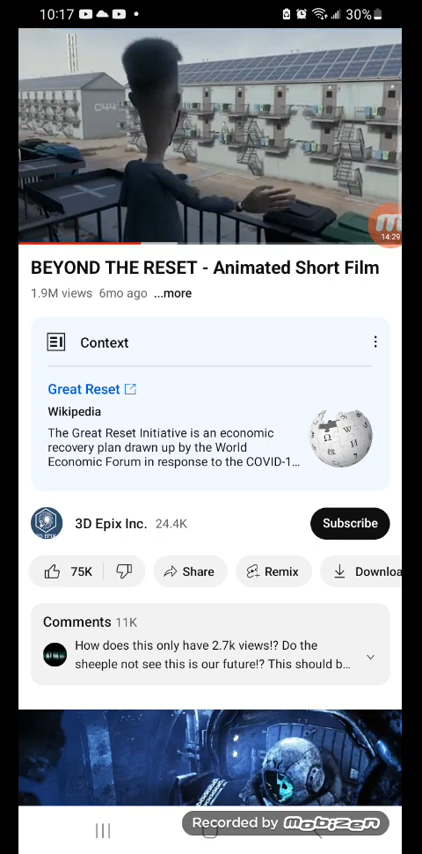 10:17
30%
C44
14:29
BEYOND THE RESET - Animated Short Film
1.9M views 6mo ago ...more
Context
Great Reset
Wikipedia
The Great Reset Initiative is an economic
recovery plan drawn up by the World
Economic Forum in response to the COVID-1...
3D Epix Inc. 24.4K
Subscribe
75K
Share
Remix
Downloa
Comments 11K
How does this only have 2.7k views!? Do the
sheeple not see this is our future!? This should b...
Recorded by MOBIZEN